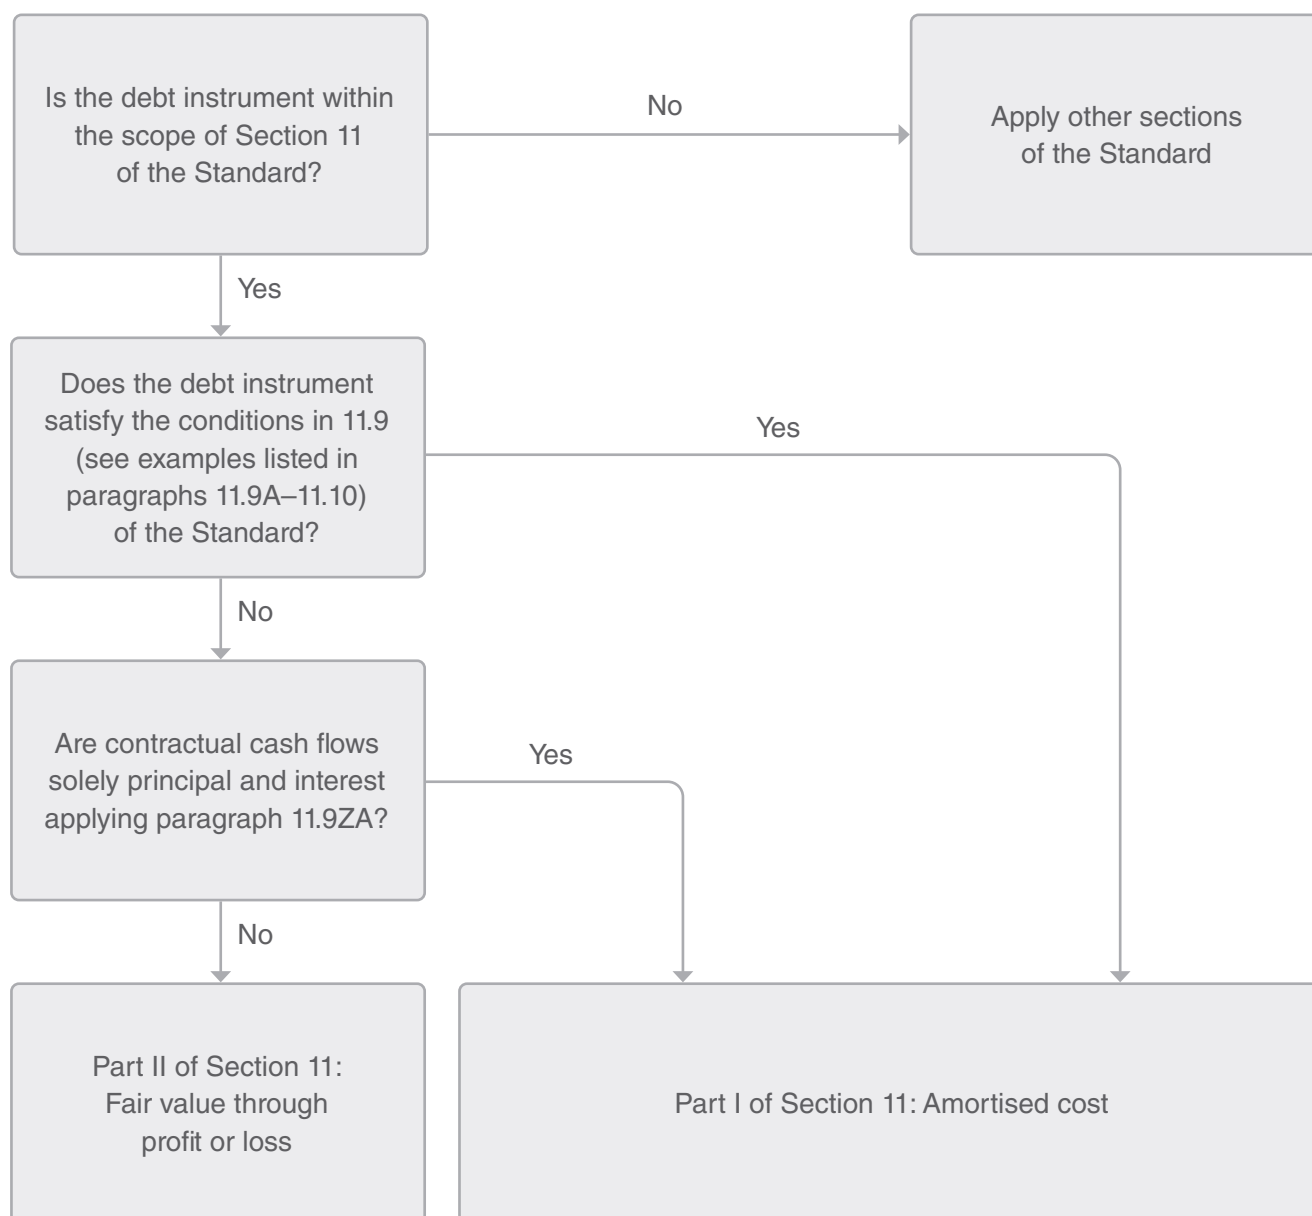 Is the debt instrument within
the scope of Section 11
of the Standard?
No
Apply other sections
of the Standard
Yes
Does the debt instrument
satisfy the conditions in 11.9
(see examples listed in
paragraphs 11.9A–11.10)
of the Standard?
Yes
No
Are contractual cash flows
solely principal and interest
applying paragraph 11.9ZA?
Yes
No
Part II of Section 11:
Fair value through
profit or loss
Part I of Section 11: Amortised cost